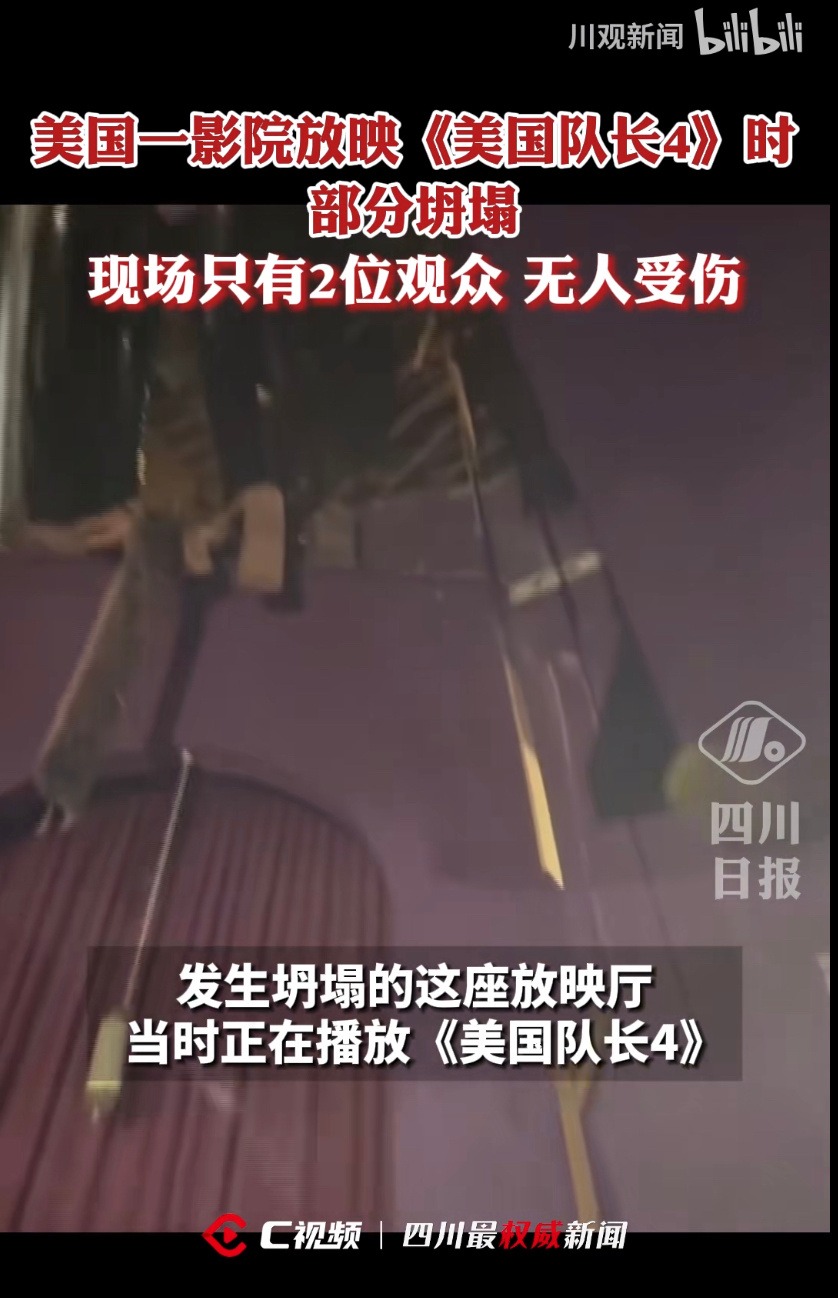 川观新闻 bilibili
美国一影院放映《美国队长4》时
部分坍塌
现场只有2位观众 无人受伤
四川
日报
发生坍塌的这座放映厅
当时正在播放《美国队长4》
C视频 | 四川最权威新闻